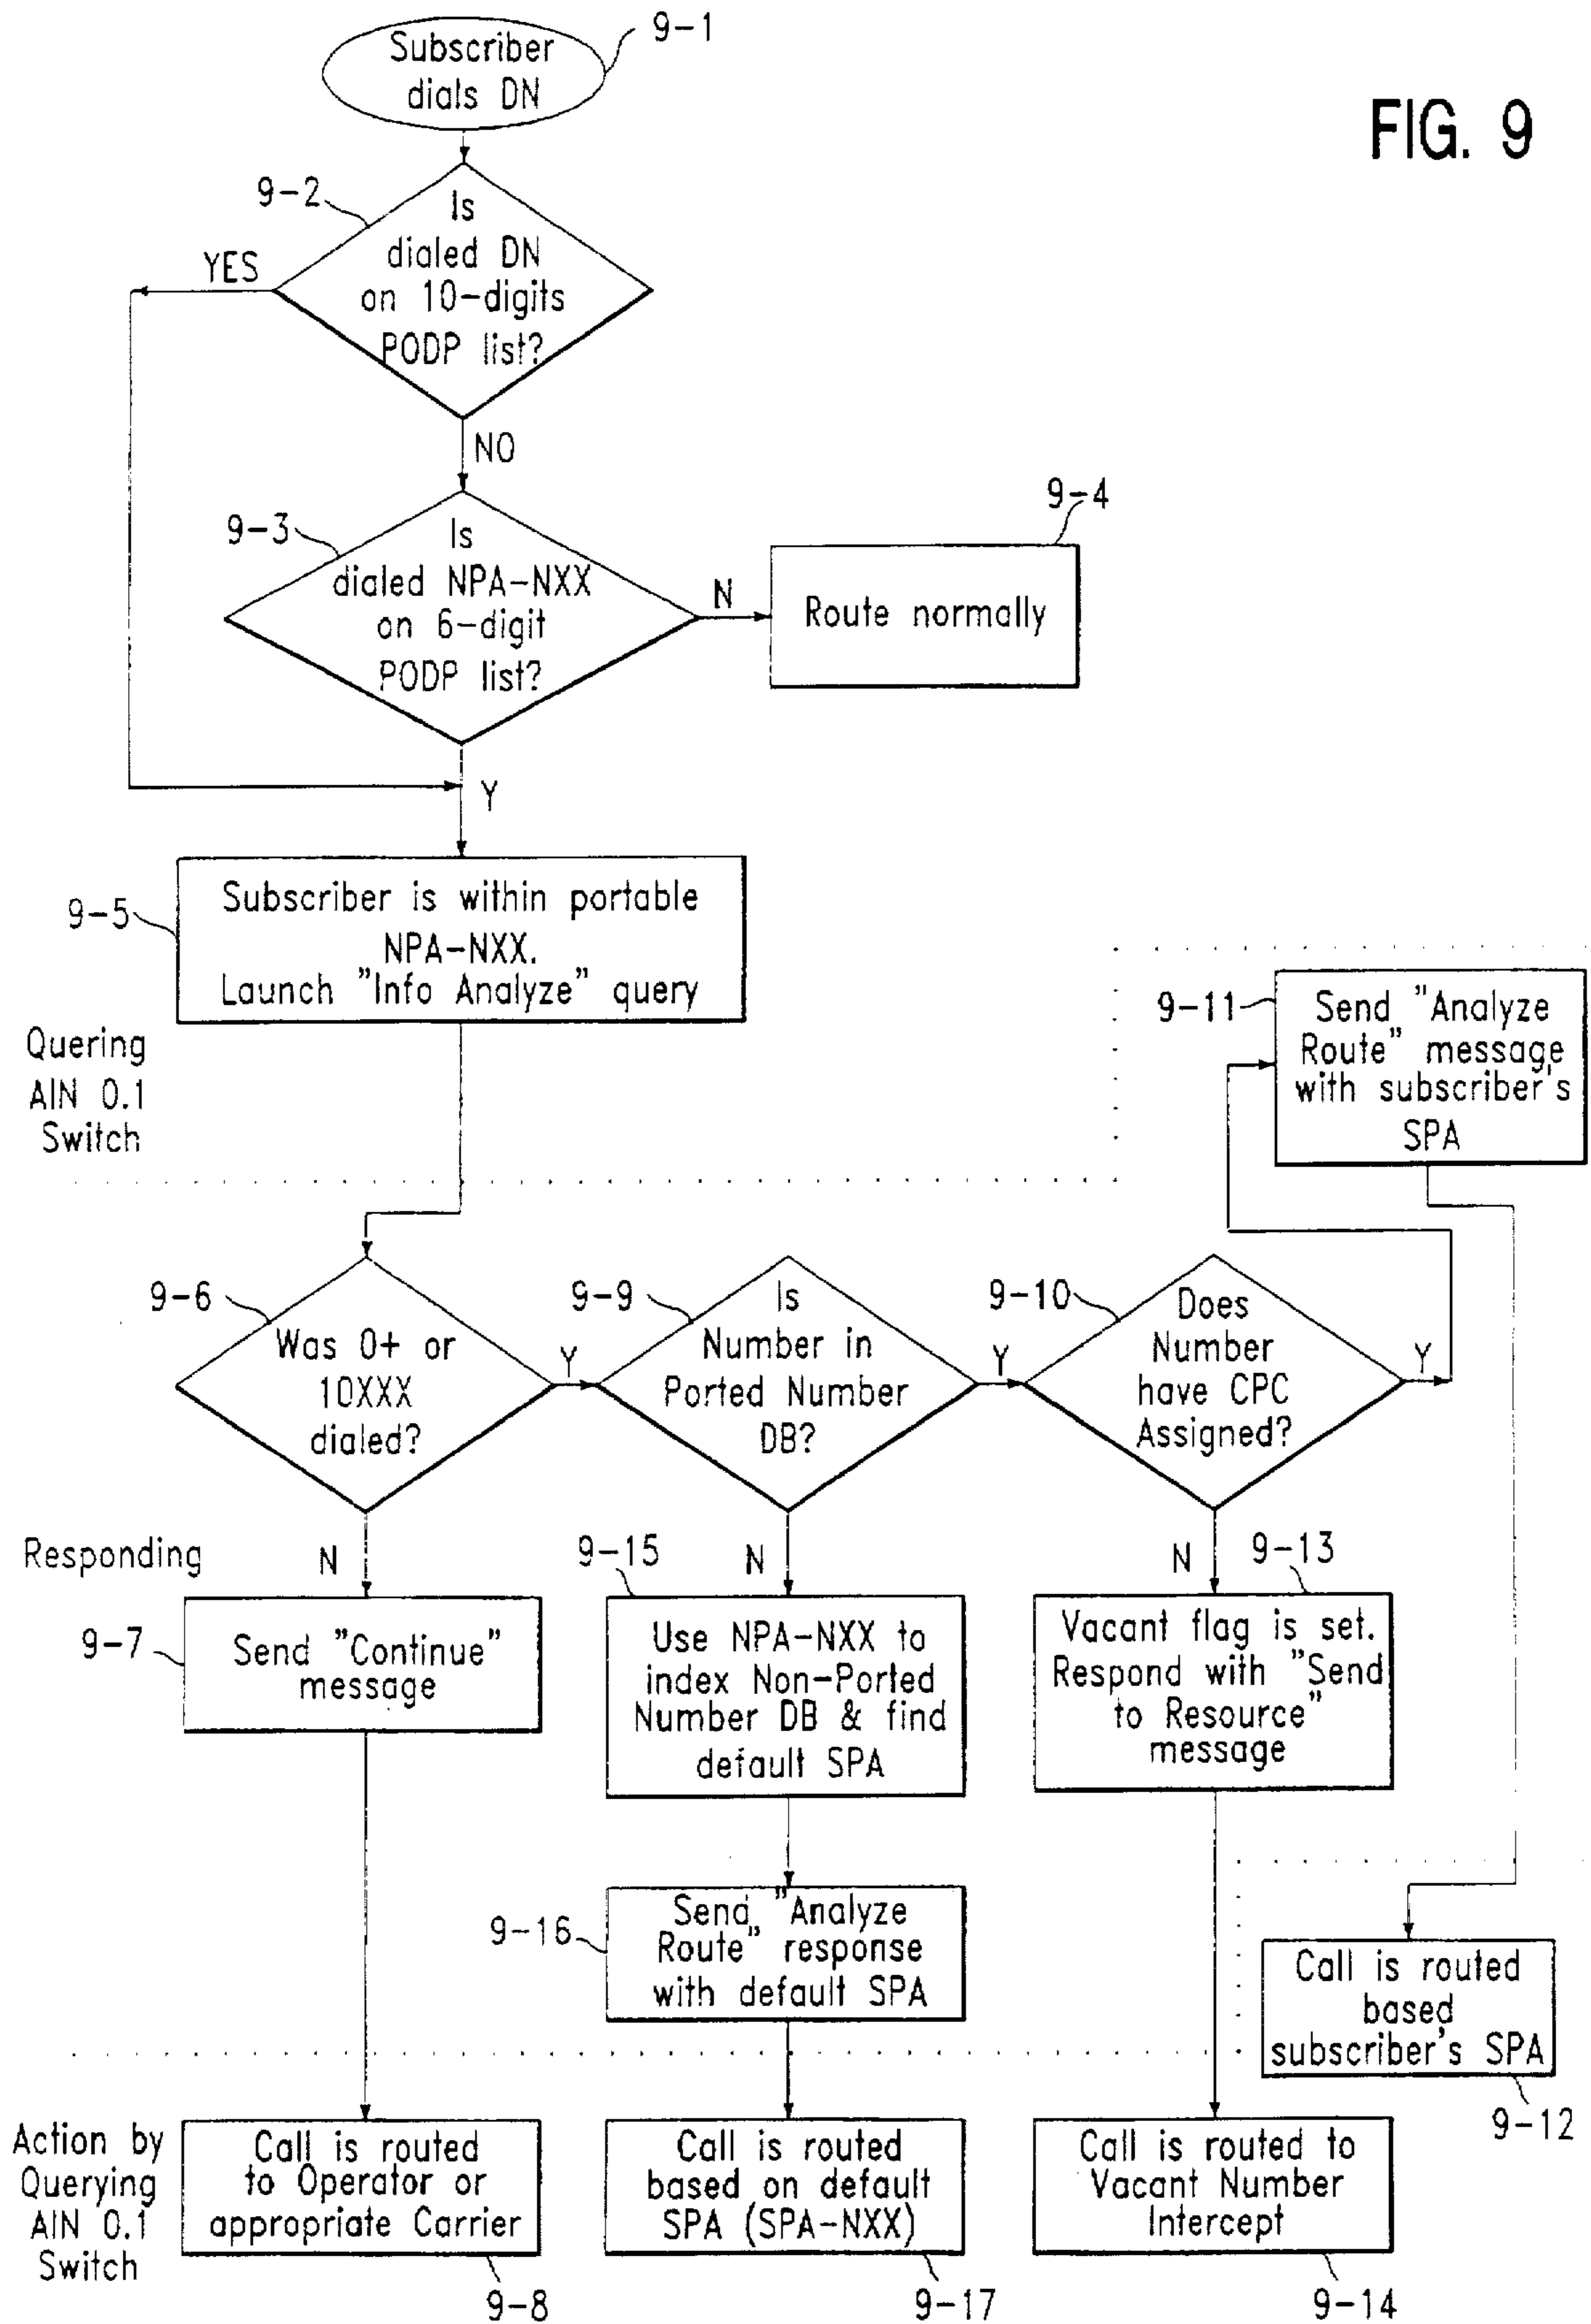 FIG. 9
9-1
Subscriber
dials DN
9-2
Is
dialed DN
on 10-digits
PODP list?
YES
NO
9-3
Is
dialed NPA-NXX
on 6-digit
PODP list?
N
9-4
Route normally
Y
9-5
Subscriber is within portable
NPA-NXX.
Launch "Info Analyze" query
Quering
AIN 0.1
Switch
9-11
Send "Analyze
Route" message
with subscriber's
SPA
9-6
Was 0+ or
10XXX
dialed?
Y
9-9
Is
Number in
Ported Number
DB?
Y
9-10
Does
Number
have CPC
Assigned?
Y
Responding
N
9-7
Send "Continue"
message
9-15
N
Use NPA-NXX to
index Non-Ported
Number DB & find
default SPA
N
9-13
Vacant flag is set.
Respond with "Send
to Resource"
message
9-16
Send "Analyze
Route" response
with default SPA
Call is routed
based
subscriber's SPA
9-12
Action by
Querying
AIN 0.1
Switch
Call is routed
to Operator or
appropriate Carrier
9-8
Call is routed
based on default
SPA (SPA-NXX)
9-17
Call is routed to
Vacant Number
Intercept
9-14